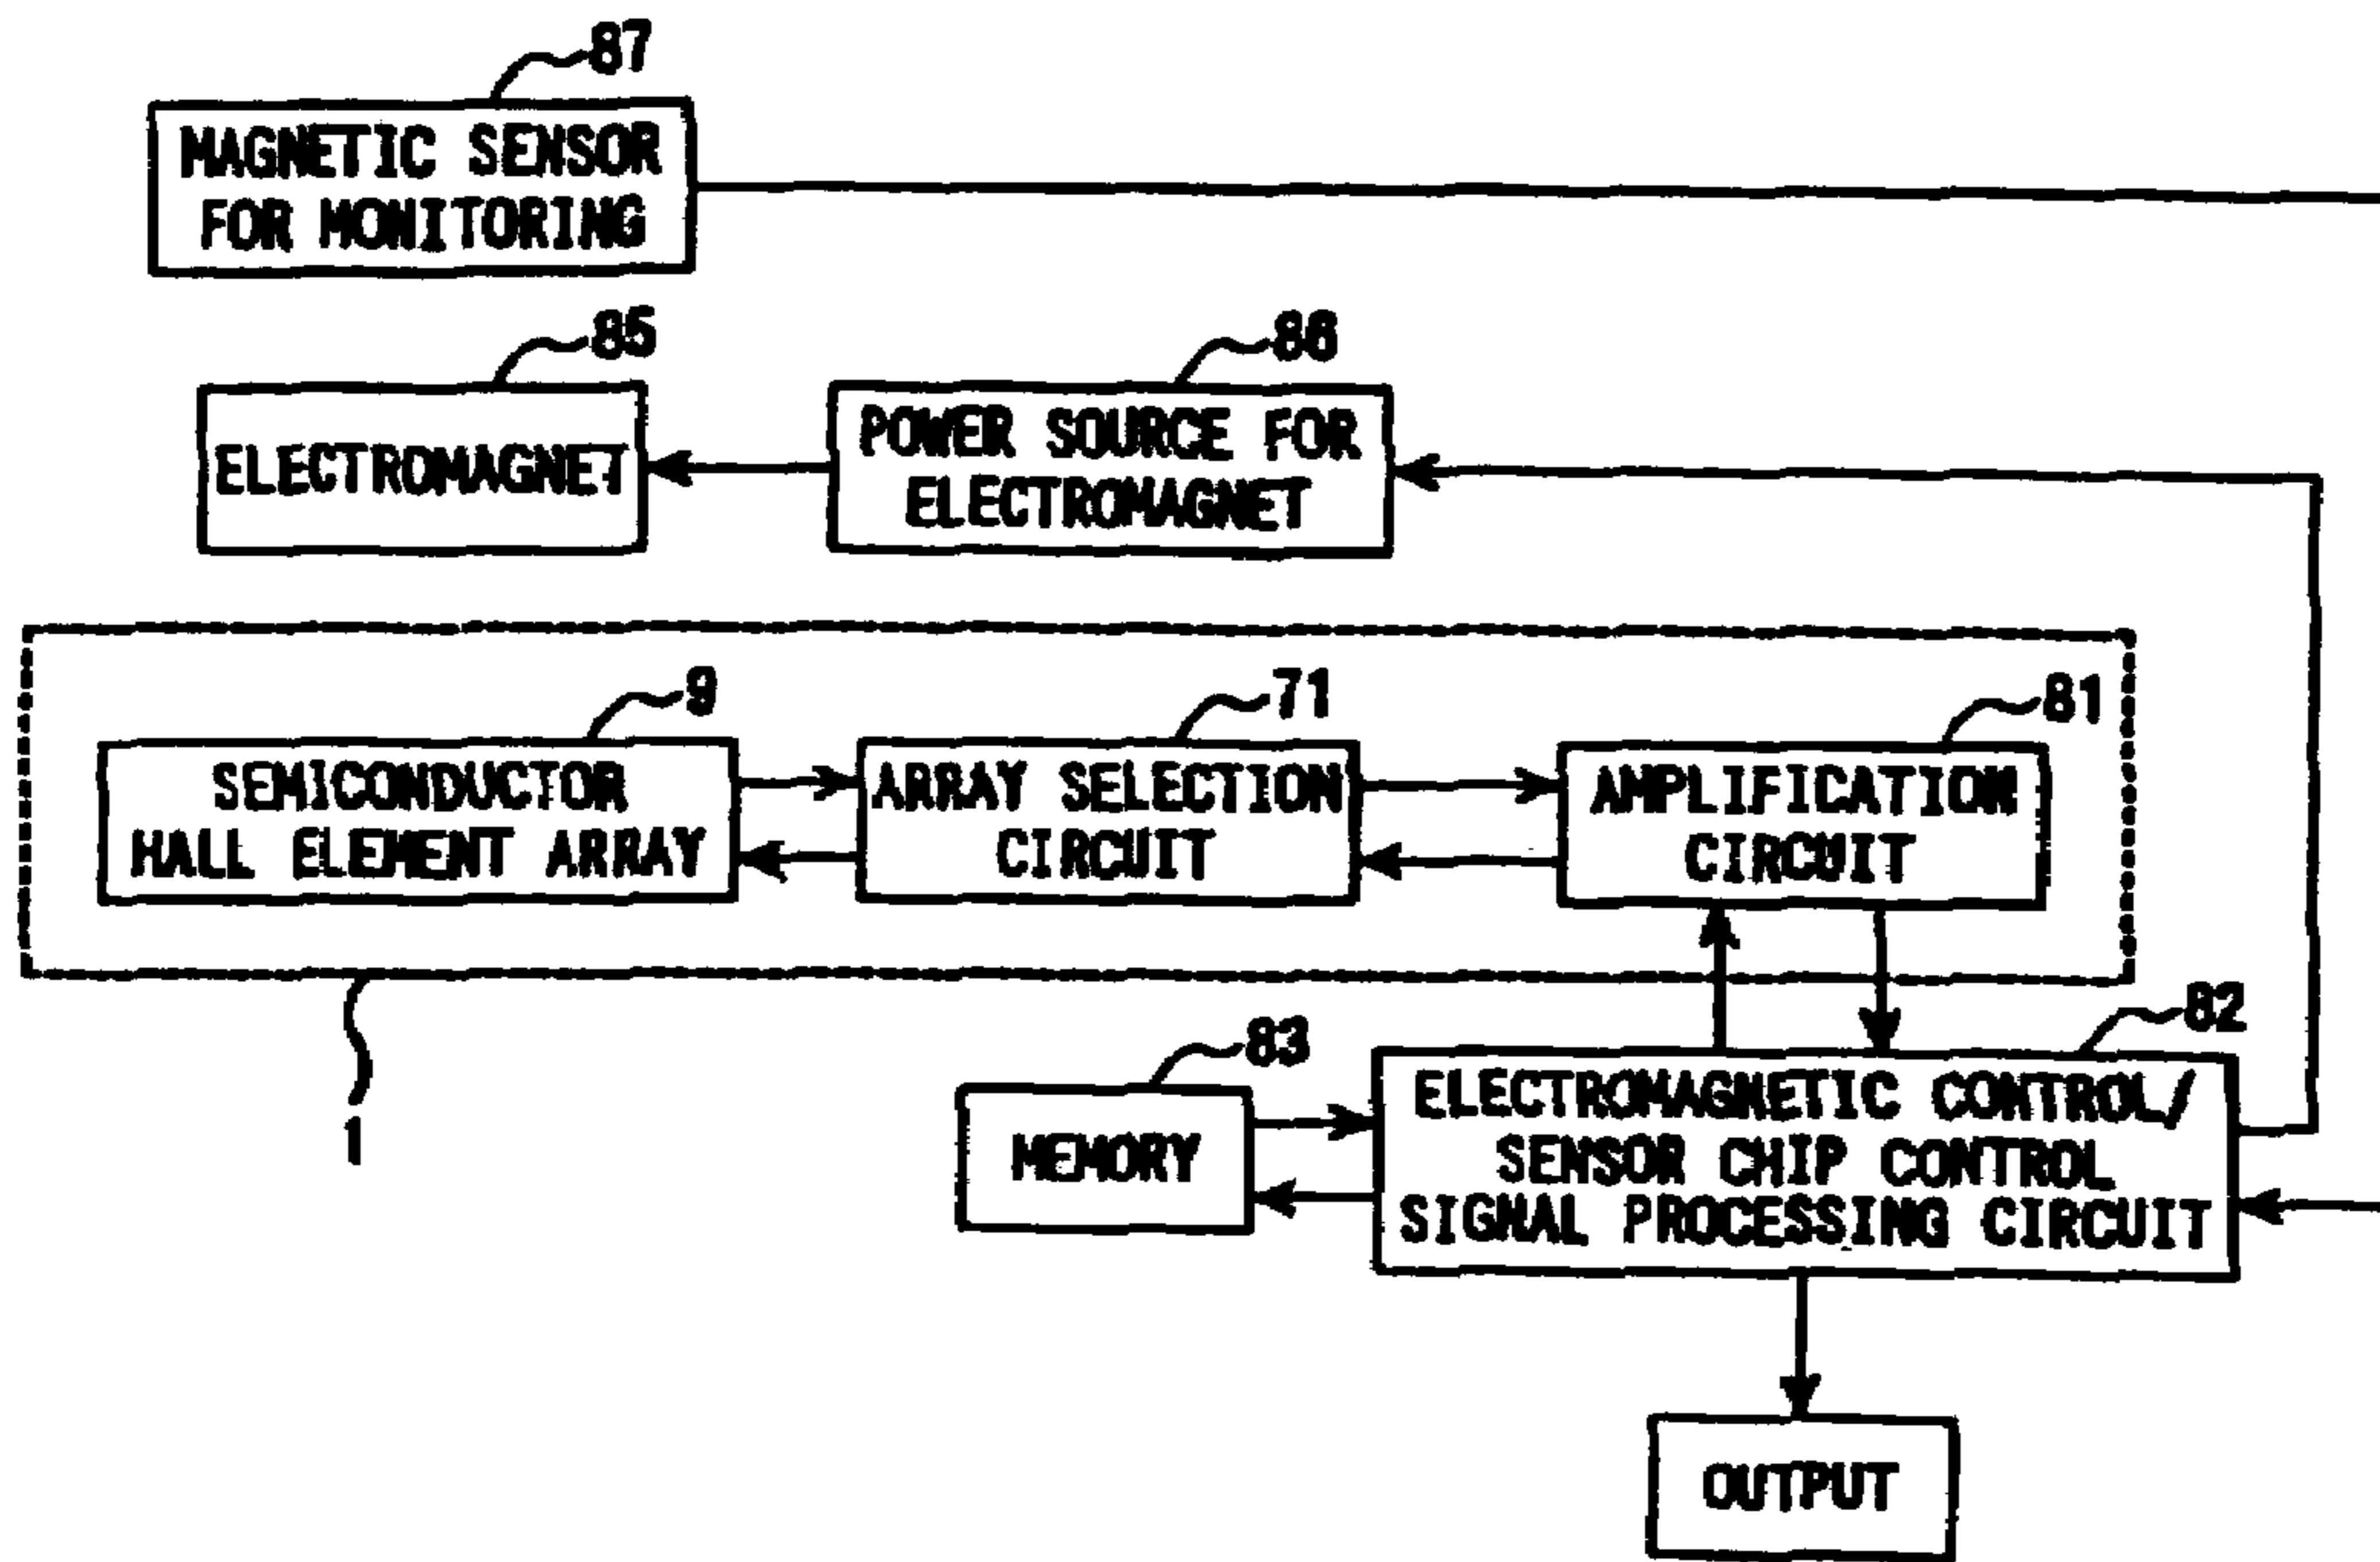 87
MAGNETIC SENSOR
FOR MONITORING
85
ELECTROMAGNET
86
POWER SOURCE FOR
ELECTROMAGNET
9
SEMICONDUCTOR
HALL ELEMENT ARRAY
71
ARRAY SELECTION
CIRCUIT
81
AMPLIFICATION
CIRCUIT
1
83
MEMORY
82
ELECTROMAGNETIC CONTROL/
SENSOR CHIP CONTROL
SIGNAL PROCESSING CIRCUIT
OUTPUT